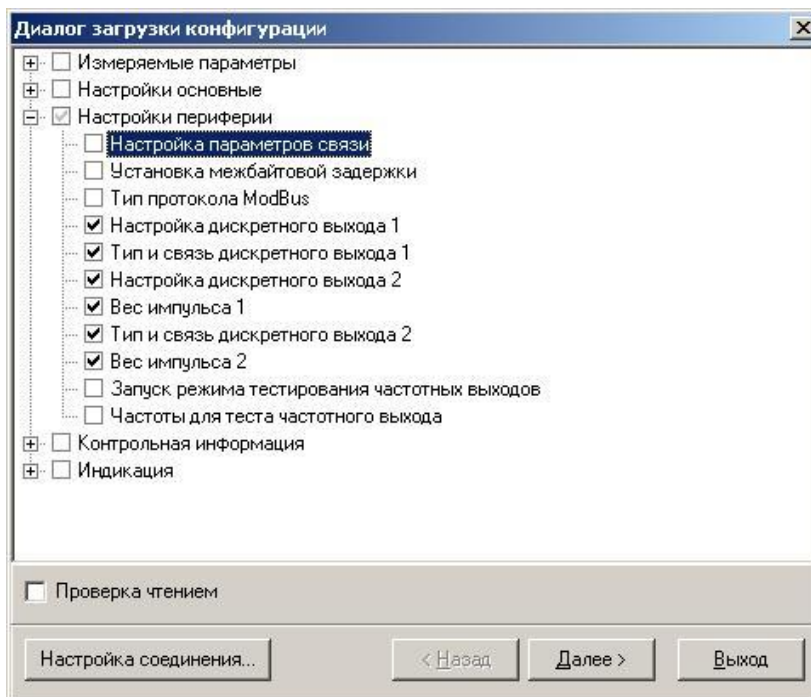 Диалог загрузки конфигурации
Измеряемые параметры
Настройки основные
Настройки периферии
Настройка параметров связи
Установка межбайтовой задержки
Тип протокола ModBus
Настройка дискретного выхода 1
Тип и связь дискретного выхода 1
Настройка дискретного выхода 2
Вес импульса 1
Тип и связь дискретного выхода 2
Вес импульса 2
Запуск режима тестирования частотных выходов
Частоты для теста частотного выхода
Контрольная информация
Индикация
Проверка чтением
Настройка соединения... < Назад Далее > Выход